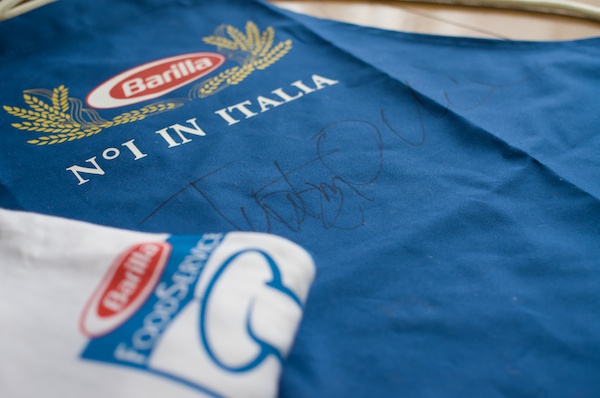 Barilla
N°1 IN ITALIA
Barilla
FOODSERVICE